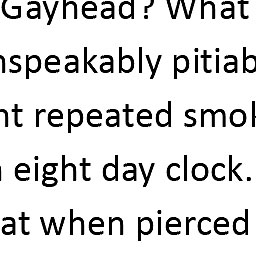 Gayhead? What
nspeakably pitiab
nt repeated smok
eight day clock.
at when pierced